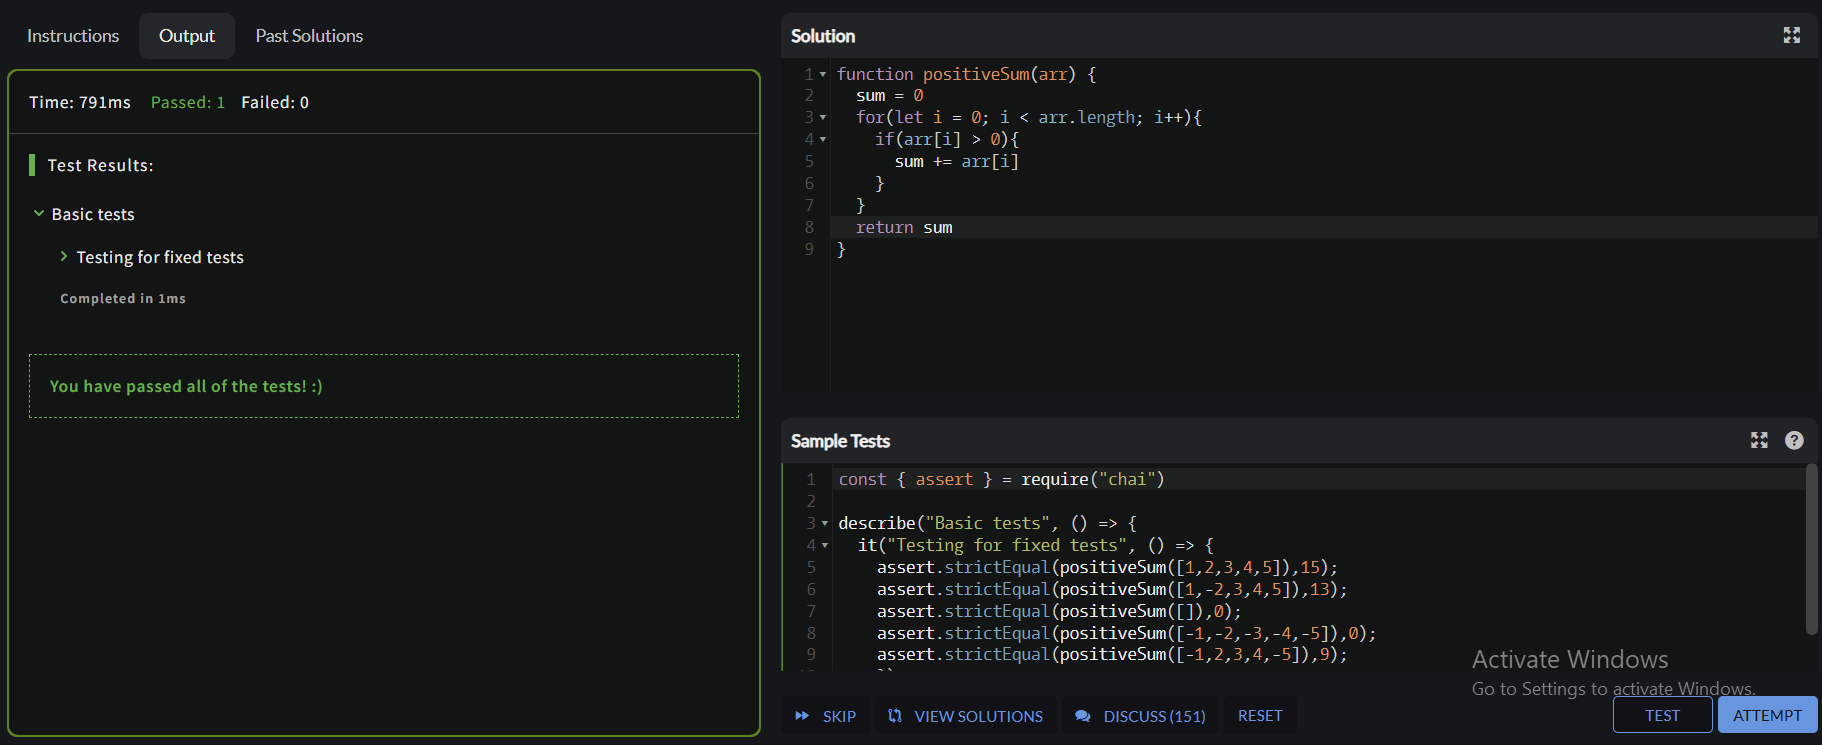 Instructions
Output
Past Solutions
Time: 791ms Passed: 1 Failed: 0
Test Results:
Basic tests
Testing for fixed tests
Completed in 1ms
You have passed all of the tests! :)
Solution
1 function positiveSum(arr) {
2 sum = 0
3 for(let i = 0; i < arr.length; i++){
4 if(arr[i] > 0){
5 sum += arr[i]
6 }
7 }
8 return sum
9 }
Sample Tests
?
1 const { assert } = require("chai")
2
3 describe("Basic tests", () => {
4 it("Testing for fixed tests", () => {
5 assert.strictEqual(positiveSum([1,2,3,4,5]),15);
6 assert.strictEqual(positiveSum([1,-2,3,4,5]),13);
7 assert.strictEqual(positiveSum([]),0);
8 assert.strictEqual(positiveSum([-1,-2,-3,-4,-5]),0);
9 assert.strictEqual(positiveSum([-1,2,3,4,-5]),9);
Activate Windows
Go to Settings to activate Windows.
SKIP
VIEW SOLUTIONS
DISCUSS (151)
RESET
TEST
ATTEMPT